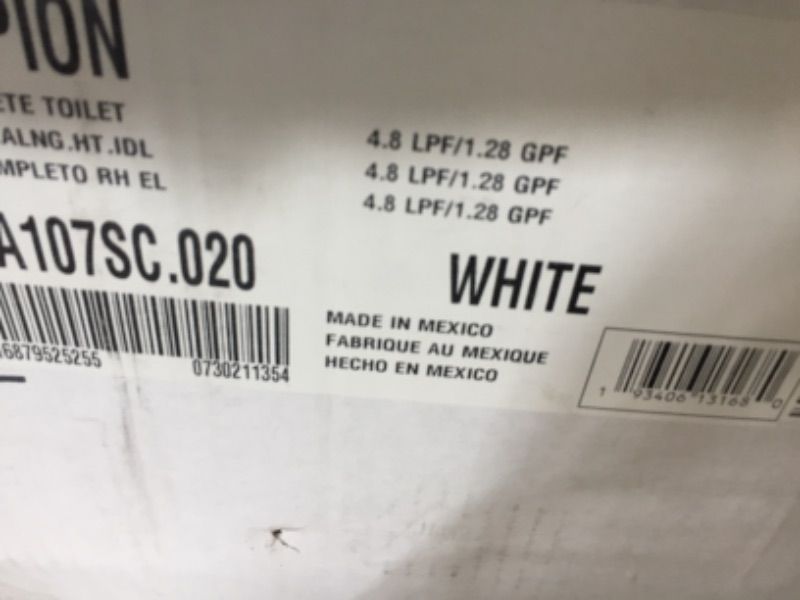 PION
ETE TOILET
ALNG.HT.IDL
MPLETO RH EL
4.8 LPF/1.28 GPF
4.8 LPF/1.28 GPF
4.8 LPF/1.28 GPF
A107SC.020
WHITE
6879525255
0730211354
MADE IN MEXICO
FABRIQUE AU MEXIQUE
HECHO EN MEXICO
1 93406 13168 0